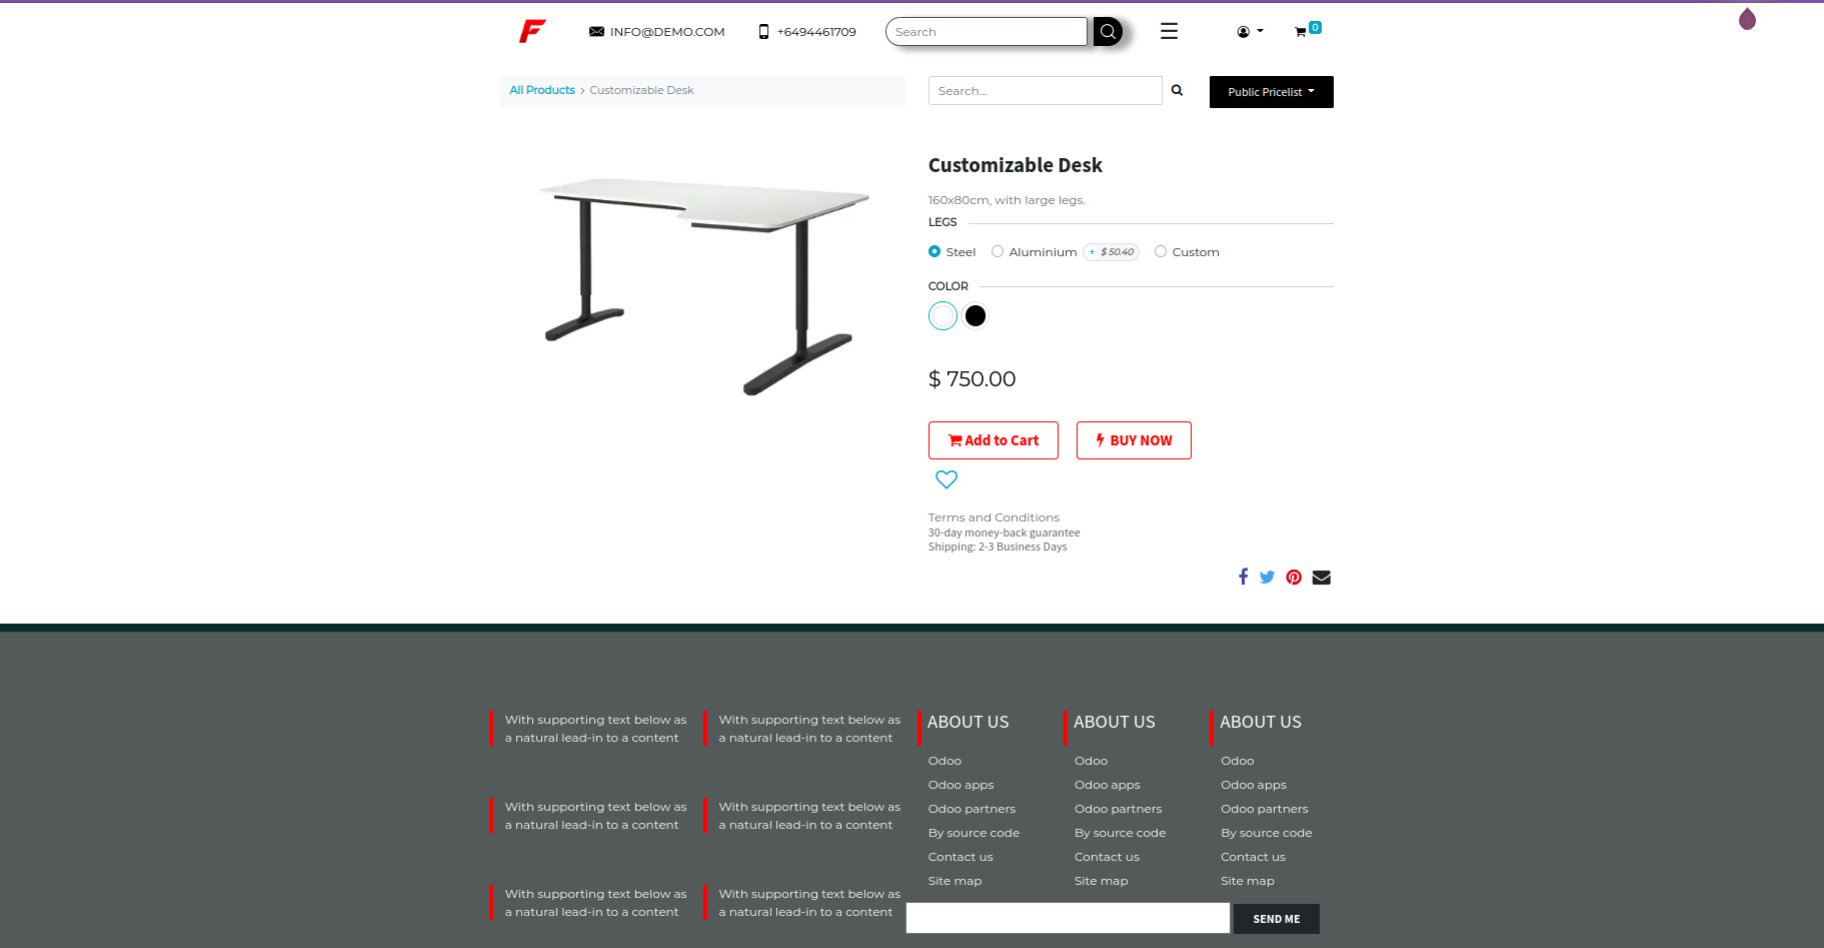 F
INFO@DEMO.COM
+6494461709
Search
0
All Products › Customizable Desk
Search...
Public Pricelist
Customizable Desk
160x80cm, with large legs.
LEGS
Steel
Aluminium + $ 50.40
Custom
COLOR
$ 750.00
Add to Cart
BUY NOW
Terms and Conditions
30-day money-back guarantee
Shipping: 2-3 Business Days
With supporting text below as
a natural lead-in to a content
With supporting text below as
a natural lead-in to a content
With supporting text below as
a natural lead-in to a content
With supporting text below as
a natural lead-in to a content
With supporting text below as
a natural lead-in to a content
With supporting text below as
a natural lead-in to a content
ABOUT US
Odoo
Odoo apps
Odoo partners
By source code
Contact us
Site map
ABOUT US
Odoo
Odoo apps
Odoo partners
By source code
Contact us
Site map
ABOUT US
Odoo
Odoo apps
Odoo partners
By source code
Contact us
Site map
SEND ME